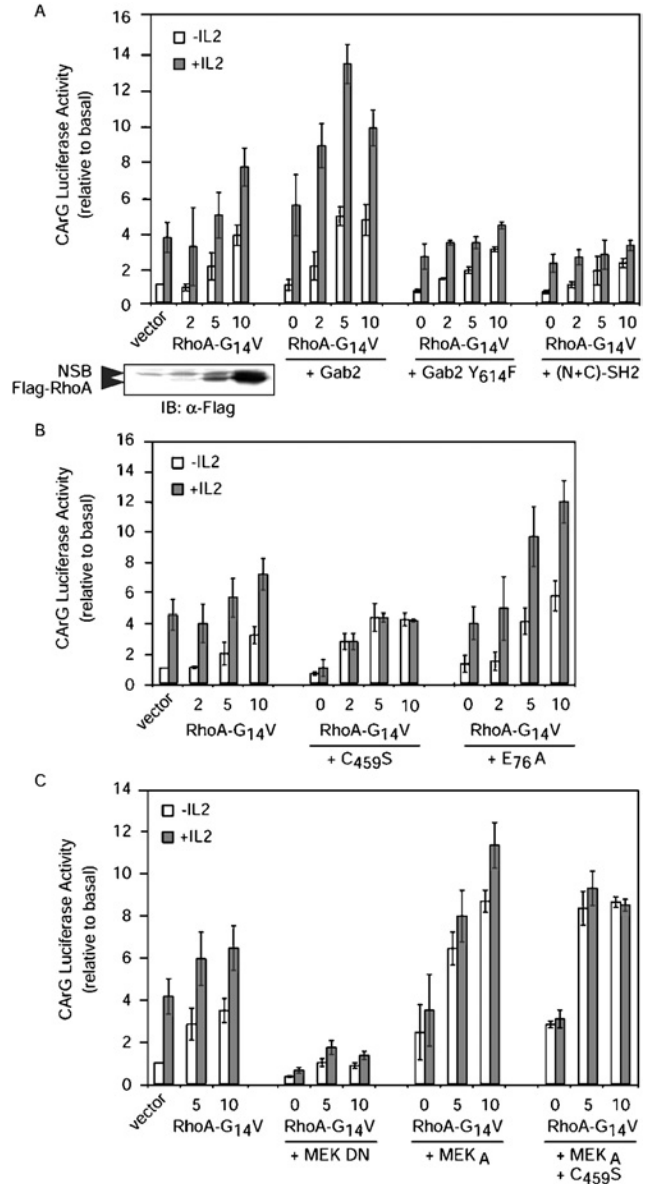 A
16
14
12
10
8
6
4
2
0
CArG Luciferase Activity
(relative to basal)
-IL2
+IL2
vector 2 5 10 0 2 5 10 0 2 5 10 0 2 5 10
RhoA-G14V RhoA-G14V RhoA-G14V RhoA-G14V
+ Gab2 + Gab2 Y614F + (N+C)-SH2
NSB
Flag-RhoA
IB: α-Flag
B
16
14
12
10
8
6
4
2
0
CArG Luciferase Activity
(relative to basal)
-IL2
+IL2
vector 2 5 10 0 2 5 10 0 2 5 10
RhoA-G14V RhoA-G14V RhoA-G14V
+ C459S + E76A
C
14
12
10
8
6
4
2
0
CArG Luciferase Activity
(relative to basal)
-IL2
+IL2
vector 5 10 0 5 10 0 5 10 0 5 10
RhoA-G14V RhoA-G14V RhoA-G14V RhoA-G14V
+ MEK DN + MEK A + MEK A
+ C459S